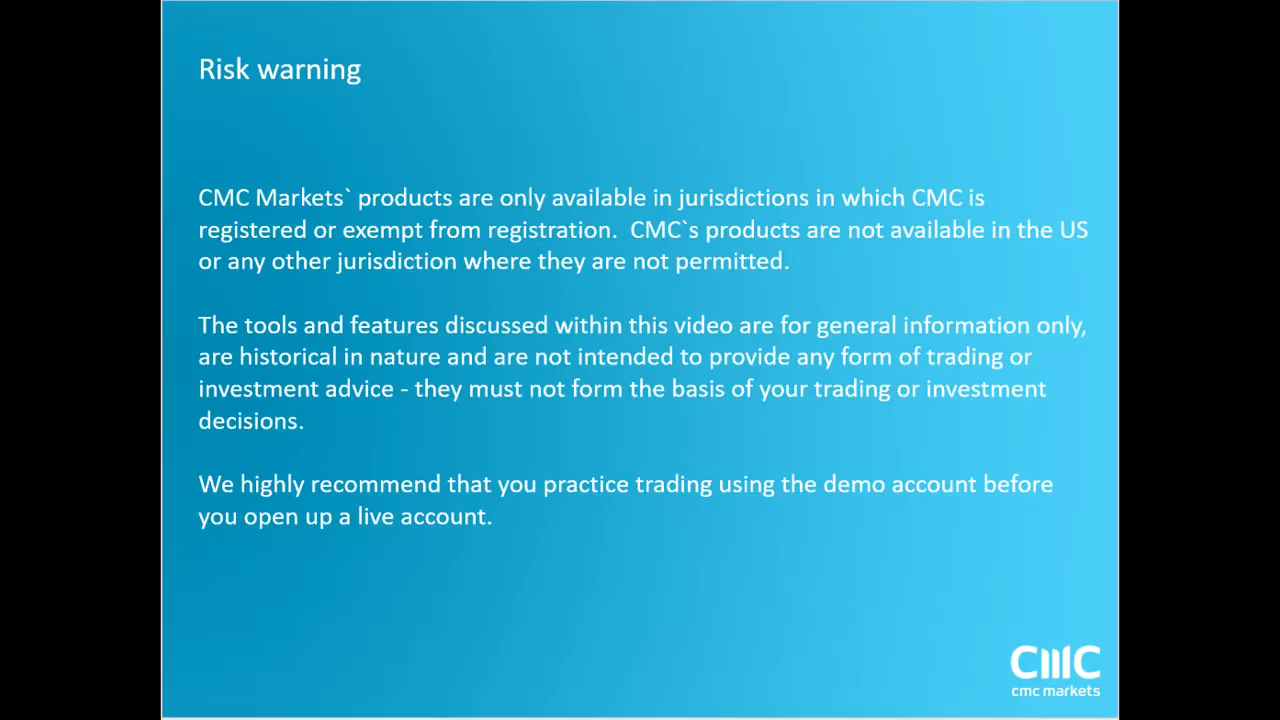 Risk warning
CMC Markets` products are only available in jurisdictions in which CMC is
registered or exempt from registration.  CMC`s products are not available in the US
or any other jurisdiction where they are not permitted.
The tools and features discussed within this video are for general information only,
are historical in nature and are not intended to provide any form of trading or
investment advice - they must not form the basis of your trading or investment
decisions.
We highly recommend that you practice trading using the demo account before
you open up a live account.
CMC
cmc markets